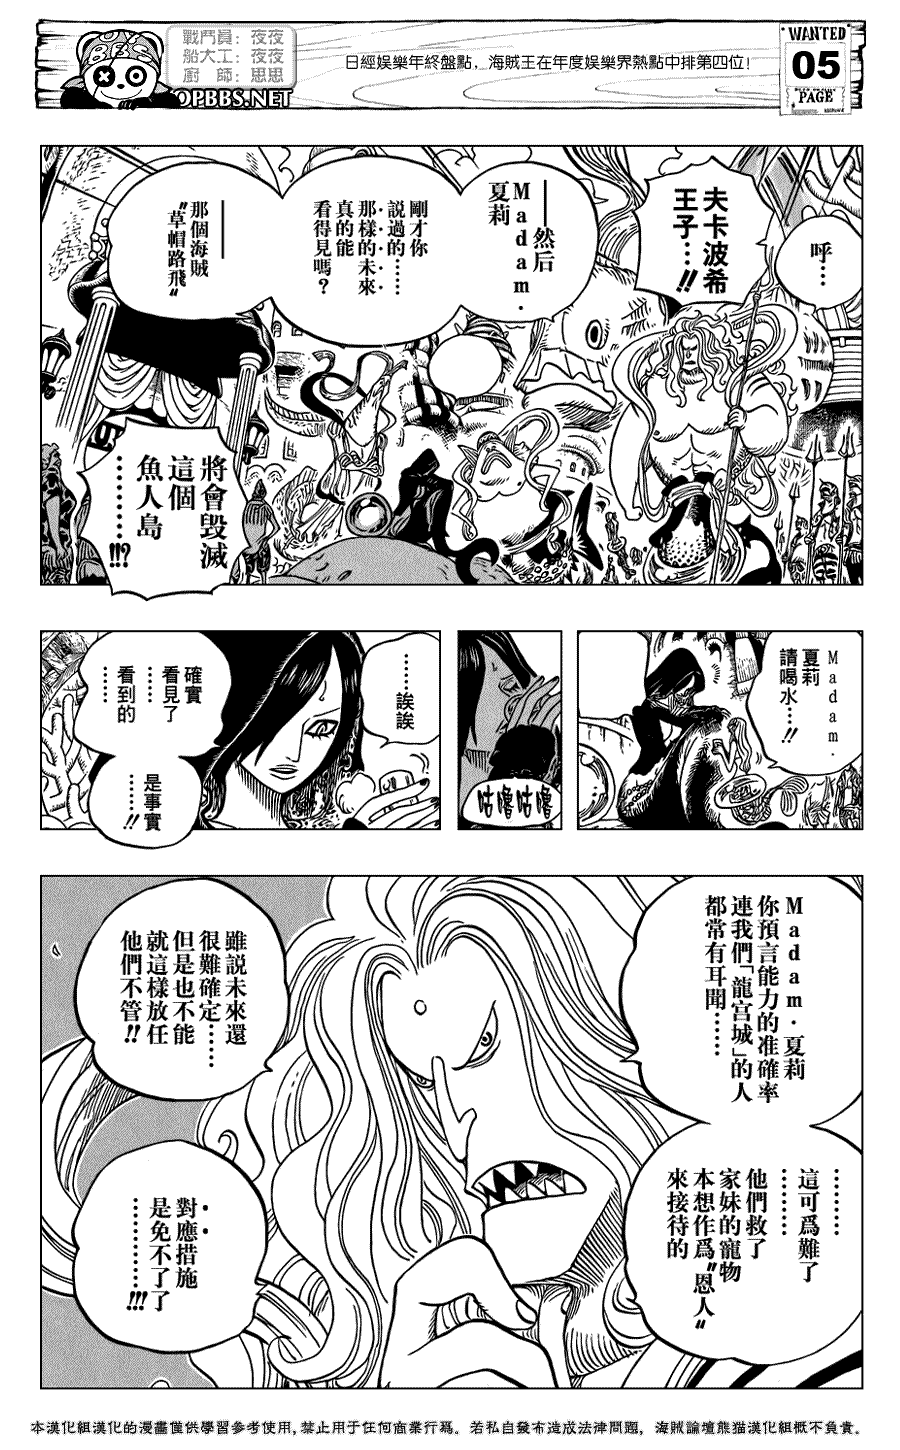 戰鬥員：夜夜
船大工：夜夜
廚　師：思思
OPBBS.NET
日經娛樂年終盤點，海賊王在年度娛樂界熱點中排第四位！
WANTED
05
PAGE
呼…
夫卡波希
王子…!!
——然后
Madam·
夏莉
剛才你
說過的……
那樣的未來
真的能
看得見嗎？
——
那個海賊
“草帽路飛”
將會毀滅
這個
魚人島
………!!?
Madam·
夏莉
請喝水…!!
咕嚕咕嚕
……誒誒
確實
看見了
……
看到的
……
是事實
……!!
Madam·夏莉
你預言能力的准確率
連我們「龍宮城」的人
都常有耳聞……
………
這可爲難了
………
他們救了
家妹的寵物
本想作爲“恩人”
來接待的
雖説未來還
很難確定……
但是也不能
就這樣放任
他們不管!!
對應措施
是免不了了
………!!!
本漢化組漢化的漫畫僅供學習參考使用，禁止用于任何商業行爲。若私自發布造成法律問題，海賊論壇熊猫漢化組概不負責。